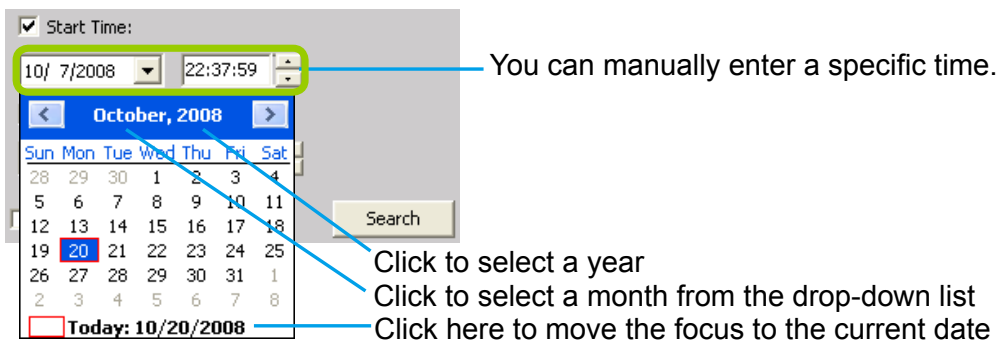 Start Time:
10/ 7/2008 22:37:59
You can manually enter a specific time.
October, 2008
Sun Mon Tue Wed Thu Fri Sat
28 29 30 1 2 3 4
5 6 7 8 9 10 11
12 13 14 15 16 17 18
Search
19 20 21 22 23 24 25
Click to select a year
26 27 28 29 30 31 1
Click to select a month from the drop-down list
2 3 4 5 6 7 8
Today: 10/20/2008
Click here to move the focus to the current date